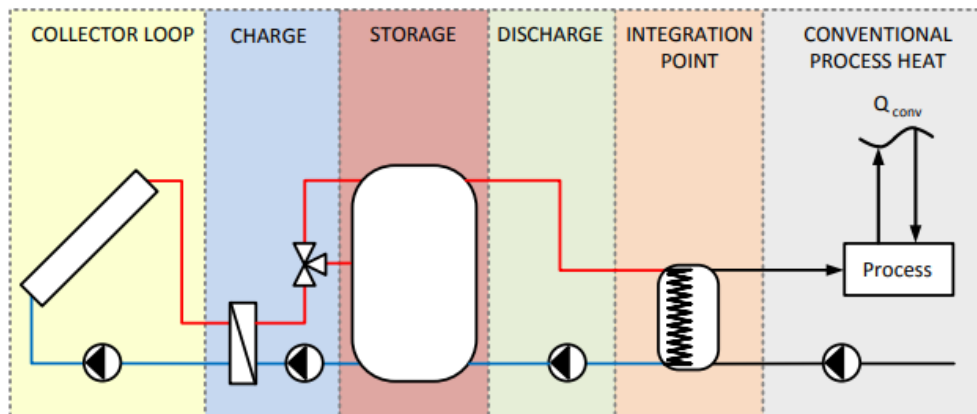 COLLECTOR LOOP
CHARGE
STORAGE
DISCHARGE
INTEGRATION
POINT
CONVENTIONAL
PROCESS HEAT
Q conv
Process